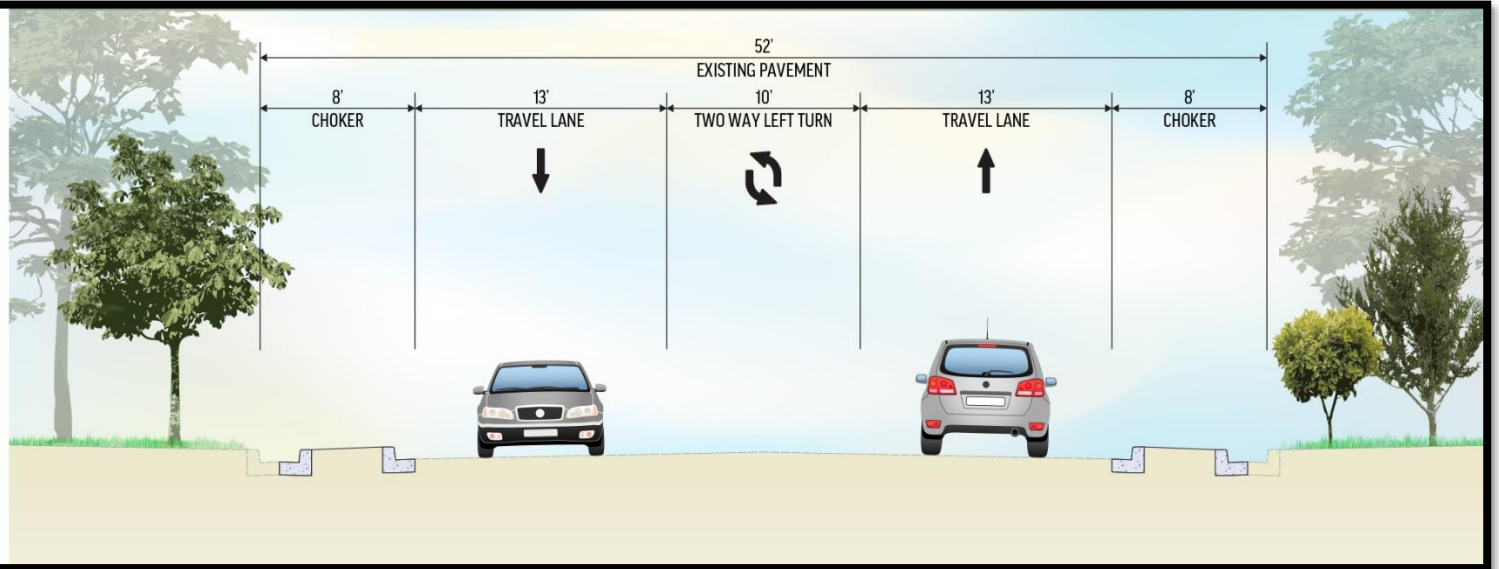 52'
EXISTING PAVEMENT
8'
CHOKER
13'
TRAVEL LANE
10'
TWO WAY LEFT TURN
13'
TRAVEL LANE
8'
CHOKER